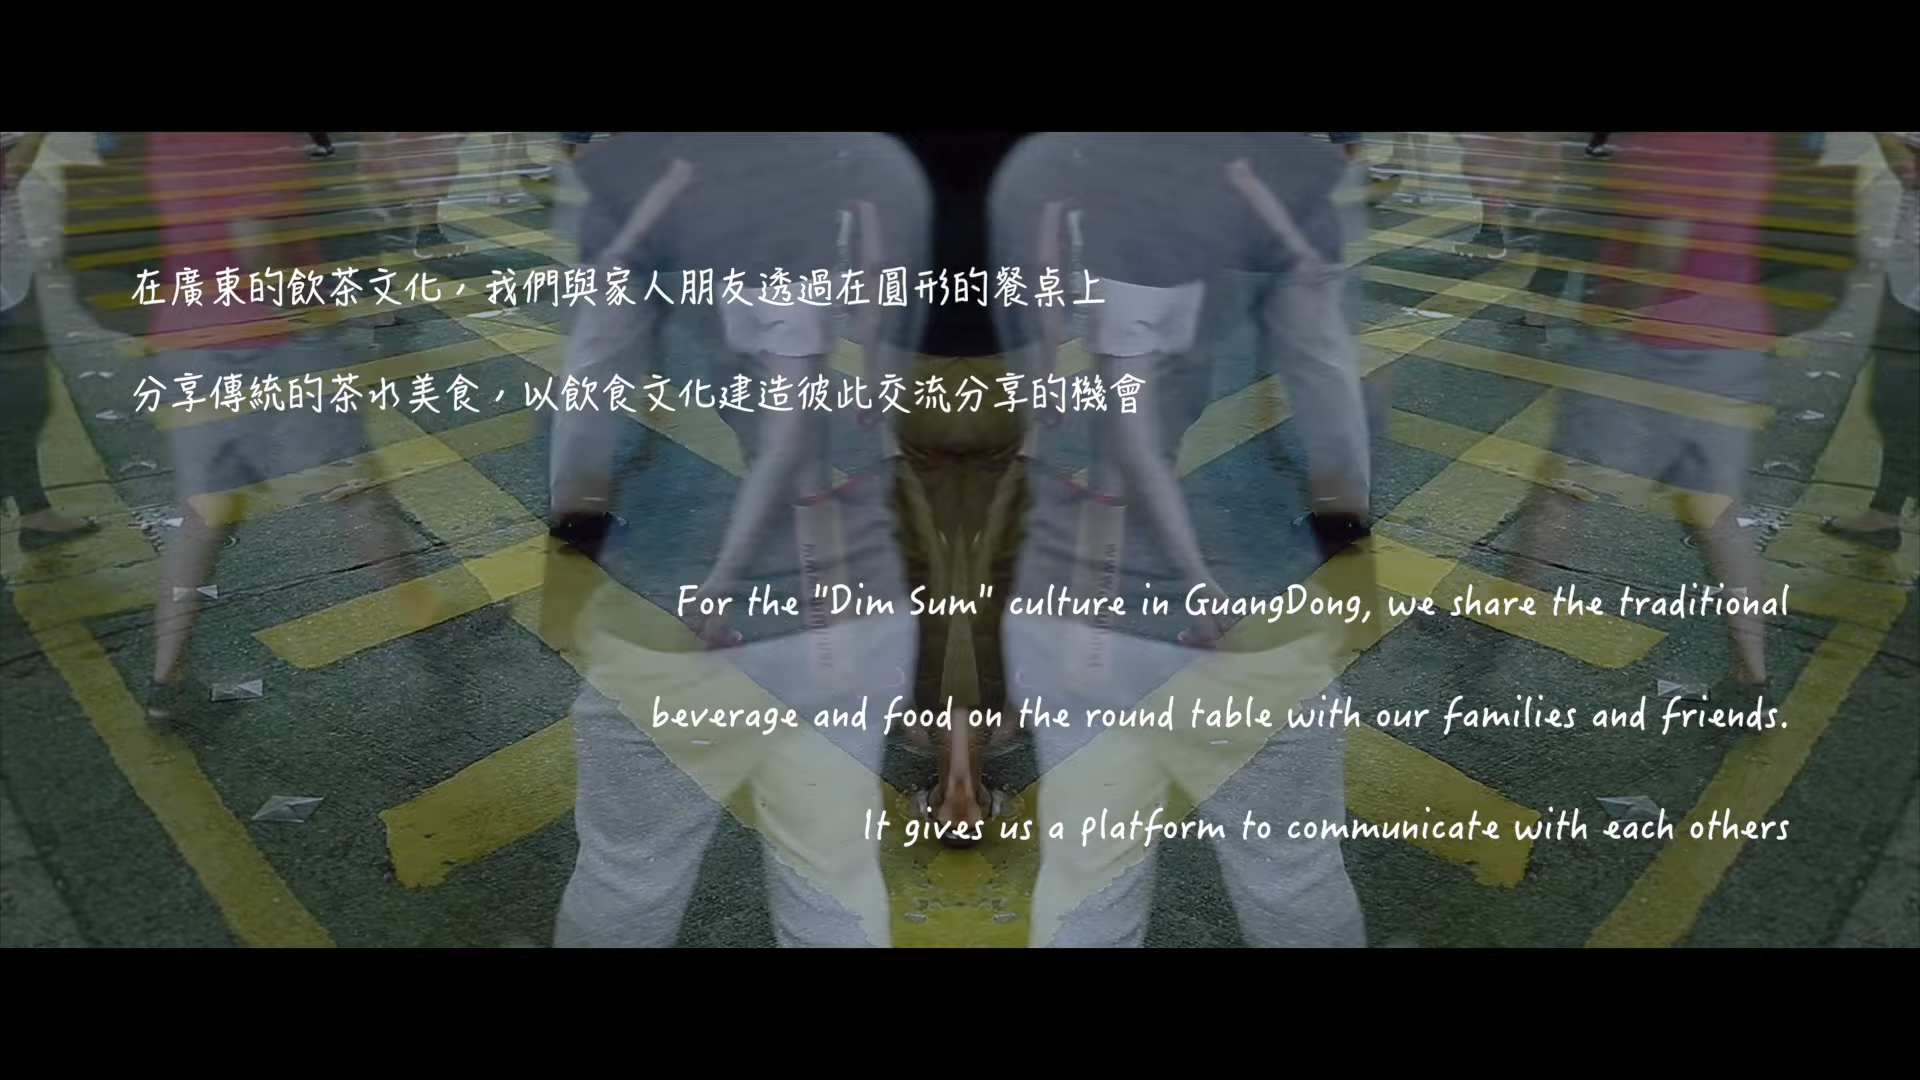 在廣東的飲茶文化，我們與家人朋友透過在圓形的餐桌上
分享傳統的茶水美食，以飲食文化建造彼此交流分享的機會
For the "Dim Sum" culture in GuangDong, we share the traditional
beverage and food on the round table with our families and friends.
It gives us a platform to communicate with each others